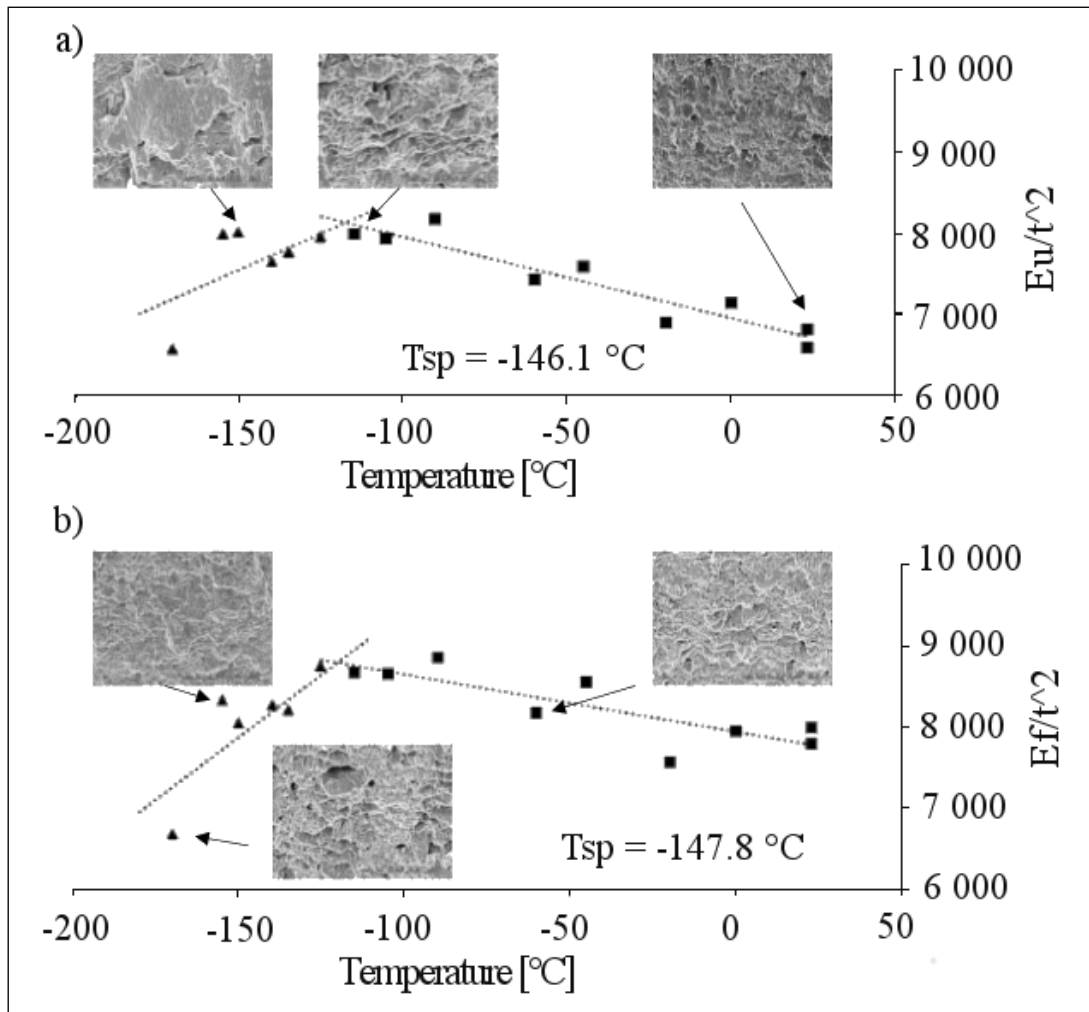 a)
10 000
9 000
8 000
7 000
6 000
Eu/t^2
Tsp = -146.1 °C
-200 -150 -100 -50 0 50
Temperature [°C]
b)
10 000
9 000
8 000
7 000
6 000
Ef/t^2
Tsp = -147.8 °C
-200 -150 -100 -50 0 50
Temperature [°C]